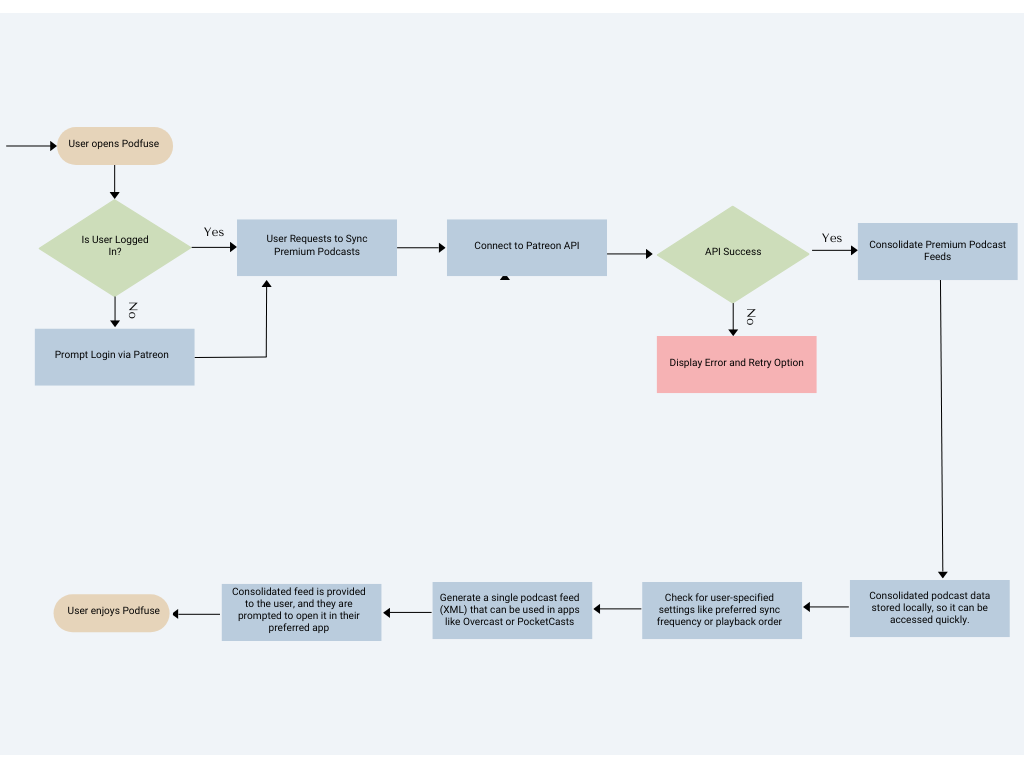 User opens Podfuse
Is User Logged
In?
Yes
User Requests to Sync
Premium Podcasts
Connect to Patreon API
API Success
Yes
Consolidate Premium Podcast
Feeds
No
Prompt Login via Patreon
No
Display Error and Retry Option
Consolidated podcast data
stored locally, so it can be
accessed quickly.
Check for user-specified
settings like preferred sync
frequency or playback order
Generate a single podcast feed
(XML) that can be used in apps
like Overcast or PocketCasts
Consolidated feed is provided
to the user, and they are
prompted to open it in their
preferred app
User enjoys Podfuse